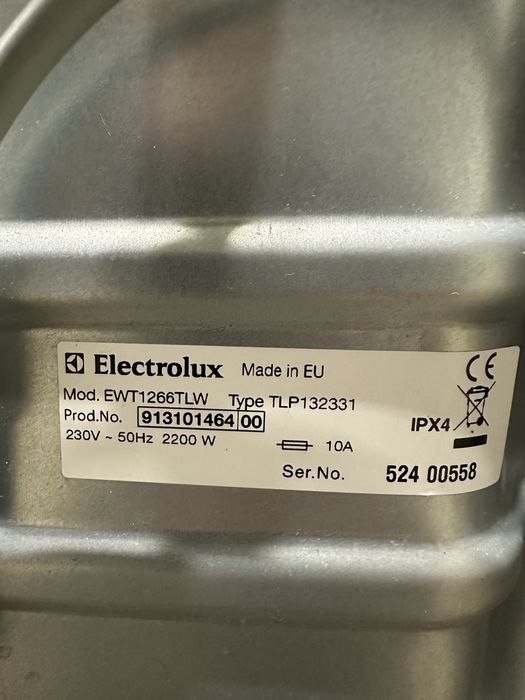 Electrolux Made in EU
Mod. EWT1266TLW Type TLP132331
Prod.No. 913101464 00
IPX4
230V ~ 50Hz 2200 W
10A
Ser.No. 524 00558
CE